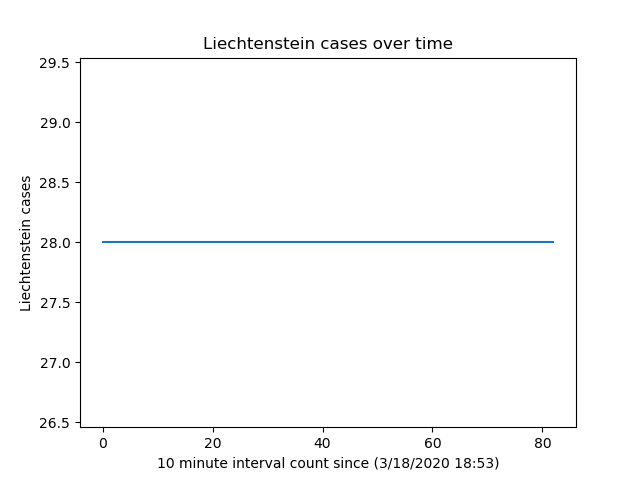 Liechtenstein cases over time
29.5
29.0
28.5
28.0
27.5
27.0
26.5
Liechtenstein cases
0 20 40 60 80
10 minute interval count since (3/18/2020 18:53)